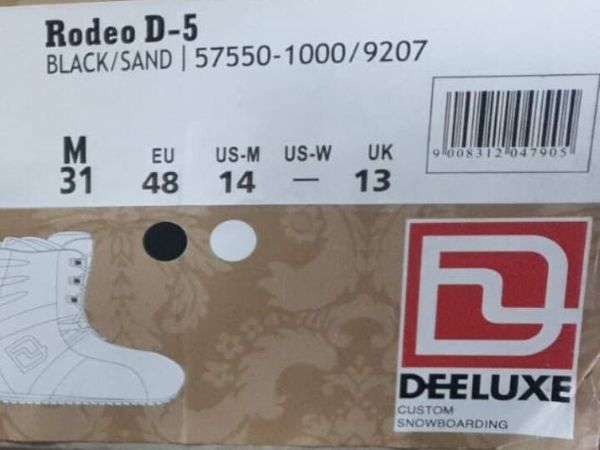 Rodeo D-5
BLACK/SAND | 57550-1000/9207
M EU US-M US-W UK
31 48 14 — 13
9 008312 047905
DEELUXE
CUSTOM
SNOWBOARDING